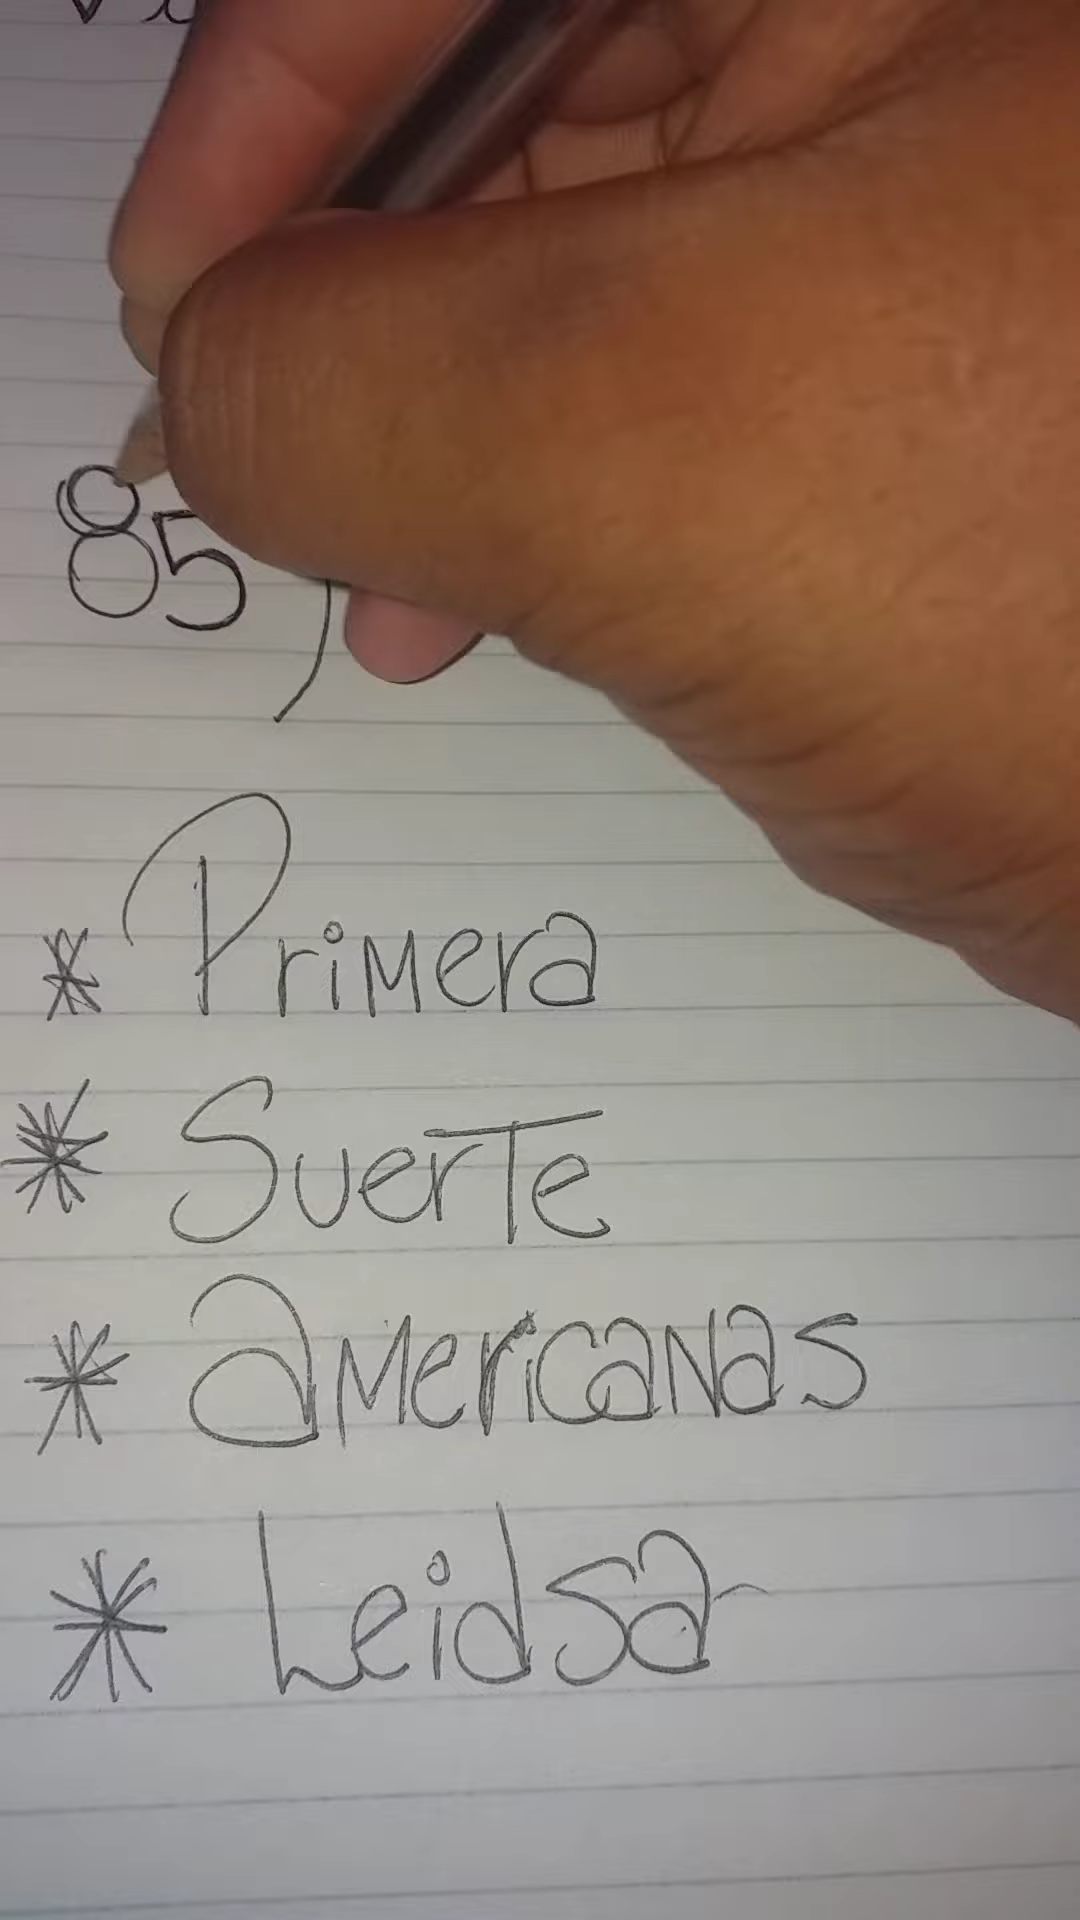 85
* Primera
* Suerte
* americanas
* Leidsa